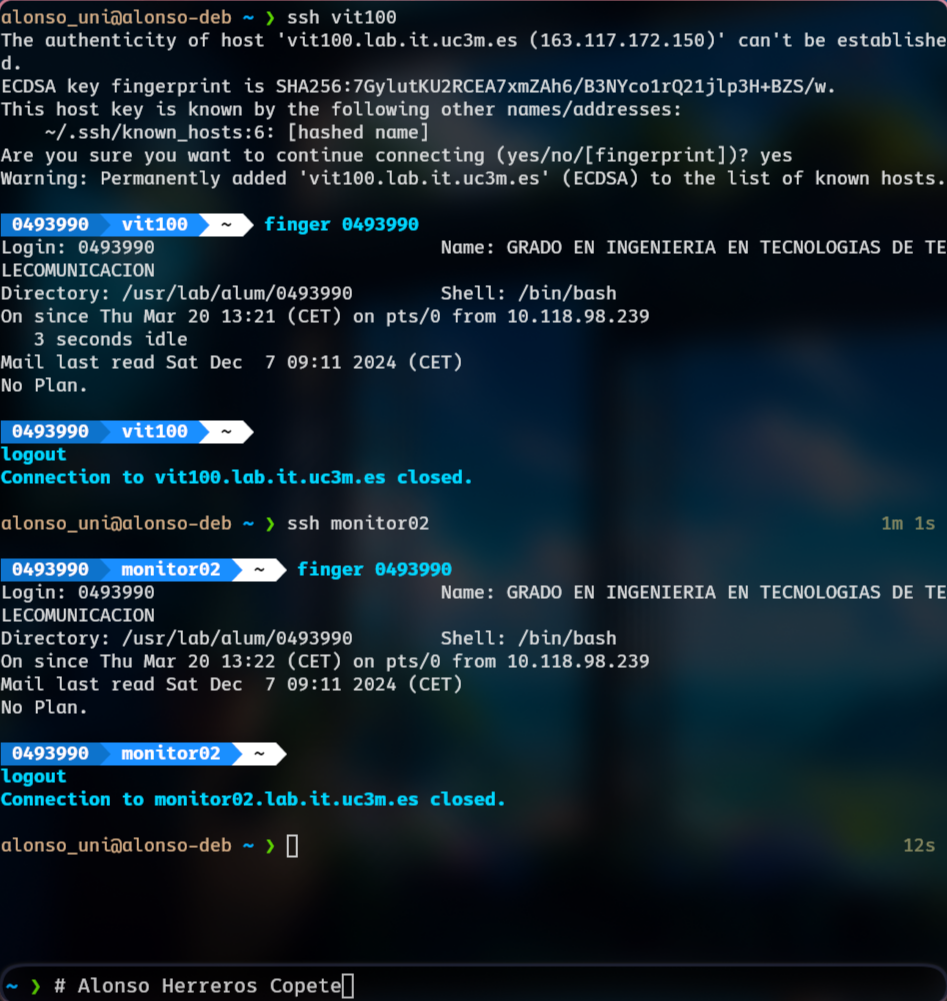 alonso_uni@alonso-deb ~ ❯ ssh vit100
The authenticity of host 'vit100.lab.it.uc3m.es (163.117.172.150)' can't be establishe
d.
ECDSA key fingerprint is SHA256:7GylutKU2RCEA7xmZAh6/B3NYco1rQ21jlp3H+BZS/w.
This host key is known by the following other names/addresses:
    ~/.ssh/known_hosts:6: [hashed name]
Are you sure you want to continue connecting (yes/no/[fingerprint])? yes
Warning: Permanently added 'vit100.lab.it.uc3m.es' (ECDSA) to the list of known hosts.
0493990 vit100 ~ finger 0493990
Login: 0493990                          Name: GRADO EN INGENIERIA EN TECNOLOGIAS DE TE
LECOMUNICACION
Directory: /usr/lab/alum/0493990        Shell: /bin/bash
On since Thu Mar 20 13:21 (CET) on pts/0 from 10.118.98.239
    3 seconds idle
Mail last read Sat Dec  7 09:11 2024 (CET)
No Plan.
0493990 vit100 ~
logout
Connection to vit100.lab.it.uc3m.es closed.
alonso_uni@alonso-deb ~ ❯ ssh monitor02 1m 1s
0493990 monitor02 ~ finger 0493990
Login: 0493990                          Name: GRADO EN INGENIERIA EN TECNOLOGIAS DE TE
LECOMUNICACION
Directory: /usr/lab/alum/0493990        Shell: /bin/bash
On since Thu Mar 20 13:22 (CET) on pts/0 from 10.118.98.239
Mail last read Sat Dec  7 09:11 2024 (CET)
No Plan.
0493990 monitor02 ~
logout
Connection to monitor02.lab.it.uc3m.es closed.
alonso_uni@alonso-deb ~ ❯ 12s
~ ❯ # Alonso Herreros Copete